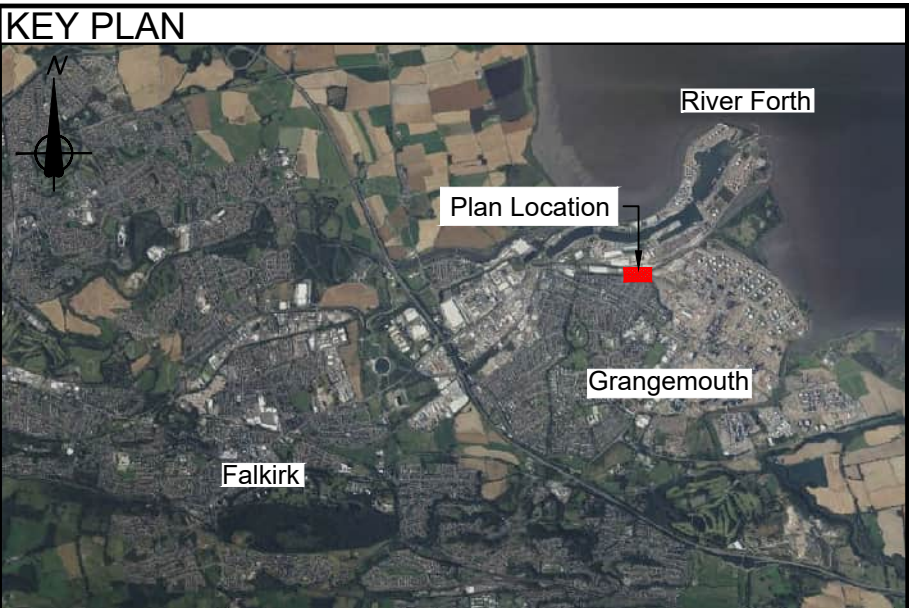 KEY PLAN
N
River Forth
Plan Location
Grangemouth
Falkirk